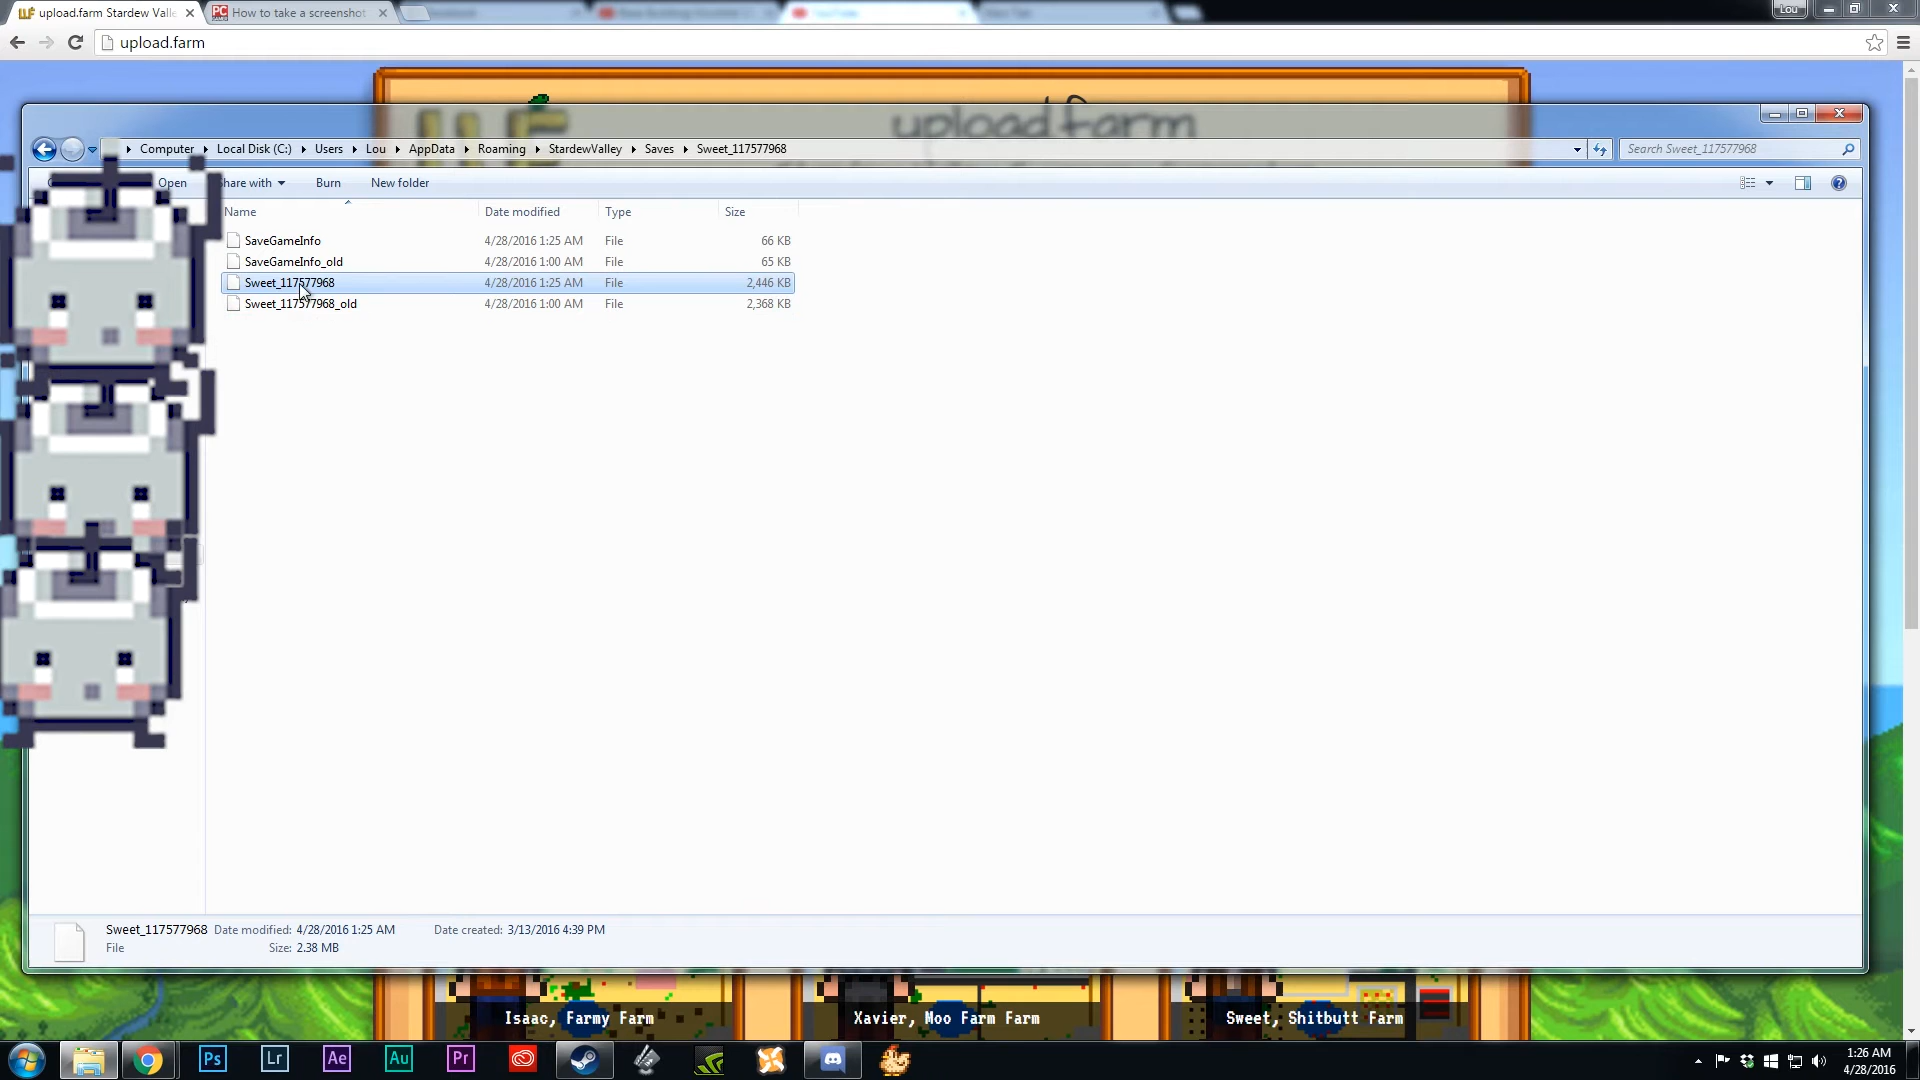 upload.farm Stardew Valle
How to take a screenshot
Lou
upload.farm
upload.farm
Computer Local Disk (C:) Users Lou AppData Roaming StardewValley Saves Sweet_117577968
Search Sweet_117577968
Open
hare with Burn New folder
Name Date modified Type Size
SaveGameInfo 4/28/2016 1:25 AM File 66 KB
SaveGameInfo_old 4/28/2016 1:00 AM File 65 KB
Sweet_117577968 4/28/2016 1:25 AM File 2,446 KB
Sweet_117577968_old 4/28/2016 1:00 AM File 2,368 KB
Sweet_117577968 Date modified: 4/28/2016 1:25 AM Date created: 3/13/2016 4:39 PM
File Size: 2.38 MB
Isaac, Farmy Farm
Xavier, Moo Farm Farm
Sweet, Shitbutt Farm
Ps Lr Ae Au Pr
1:26 AM
4/28/2016